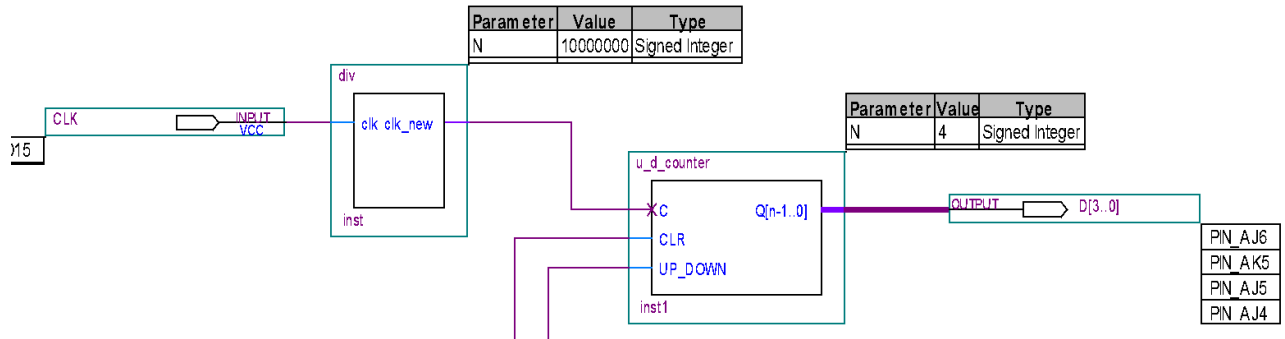 Parameter Value Type
N 10000000 Signed Integer
div
CLK INPUT
VCC
clk clk_new
inst
Parameter Value Type
N 4 Signed Integer
u_d_counter
C Q[n-1..0]
CLR
UP_DOWN
inst1
OUTPUT D[3..0]
PIN_AJ6
PIN_AK5
PIN_AJ5
PIN_AJ4